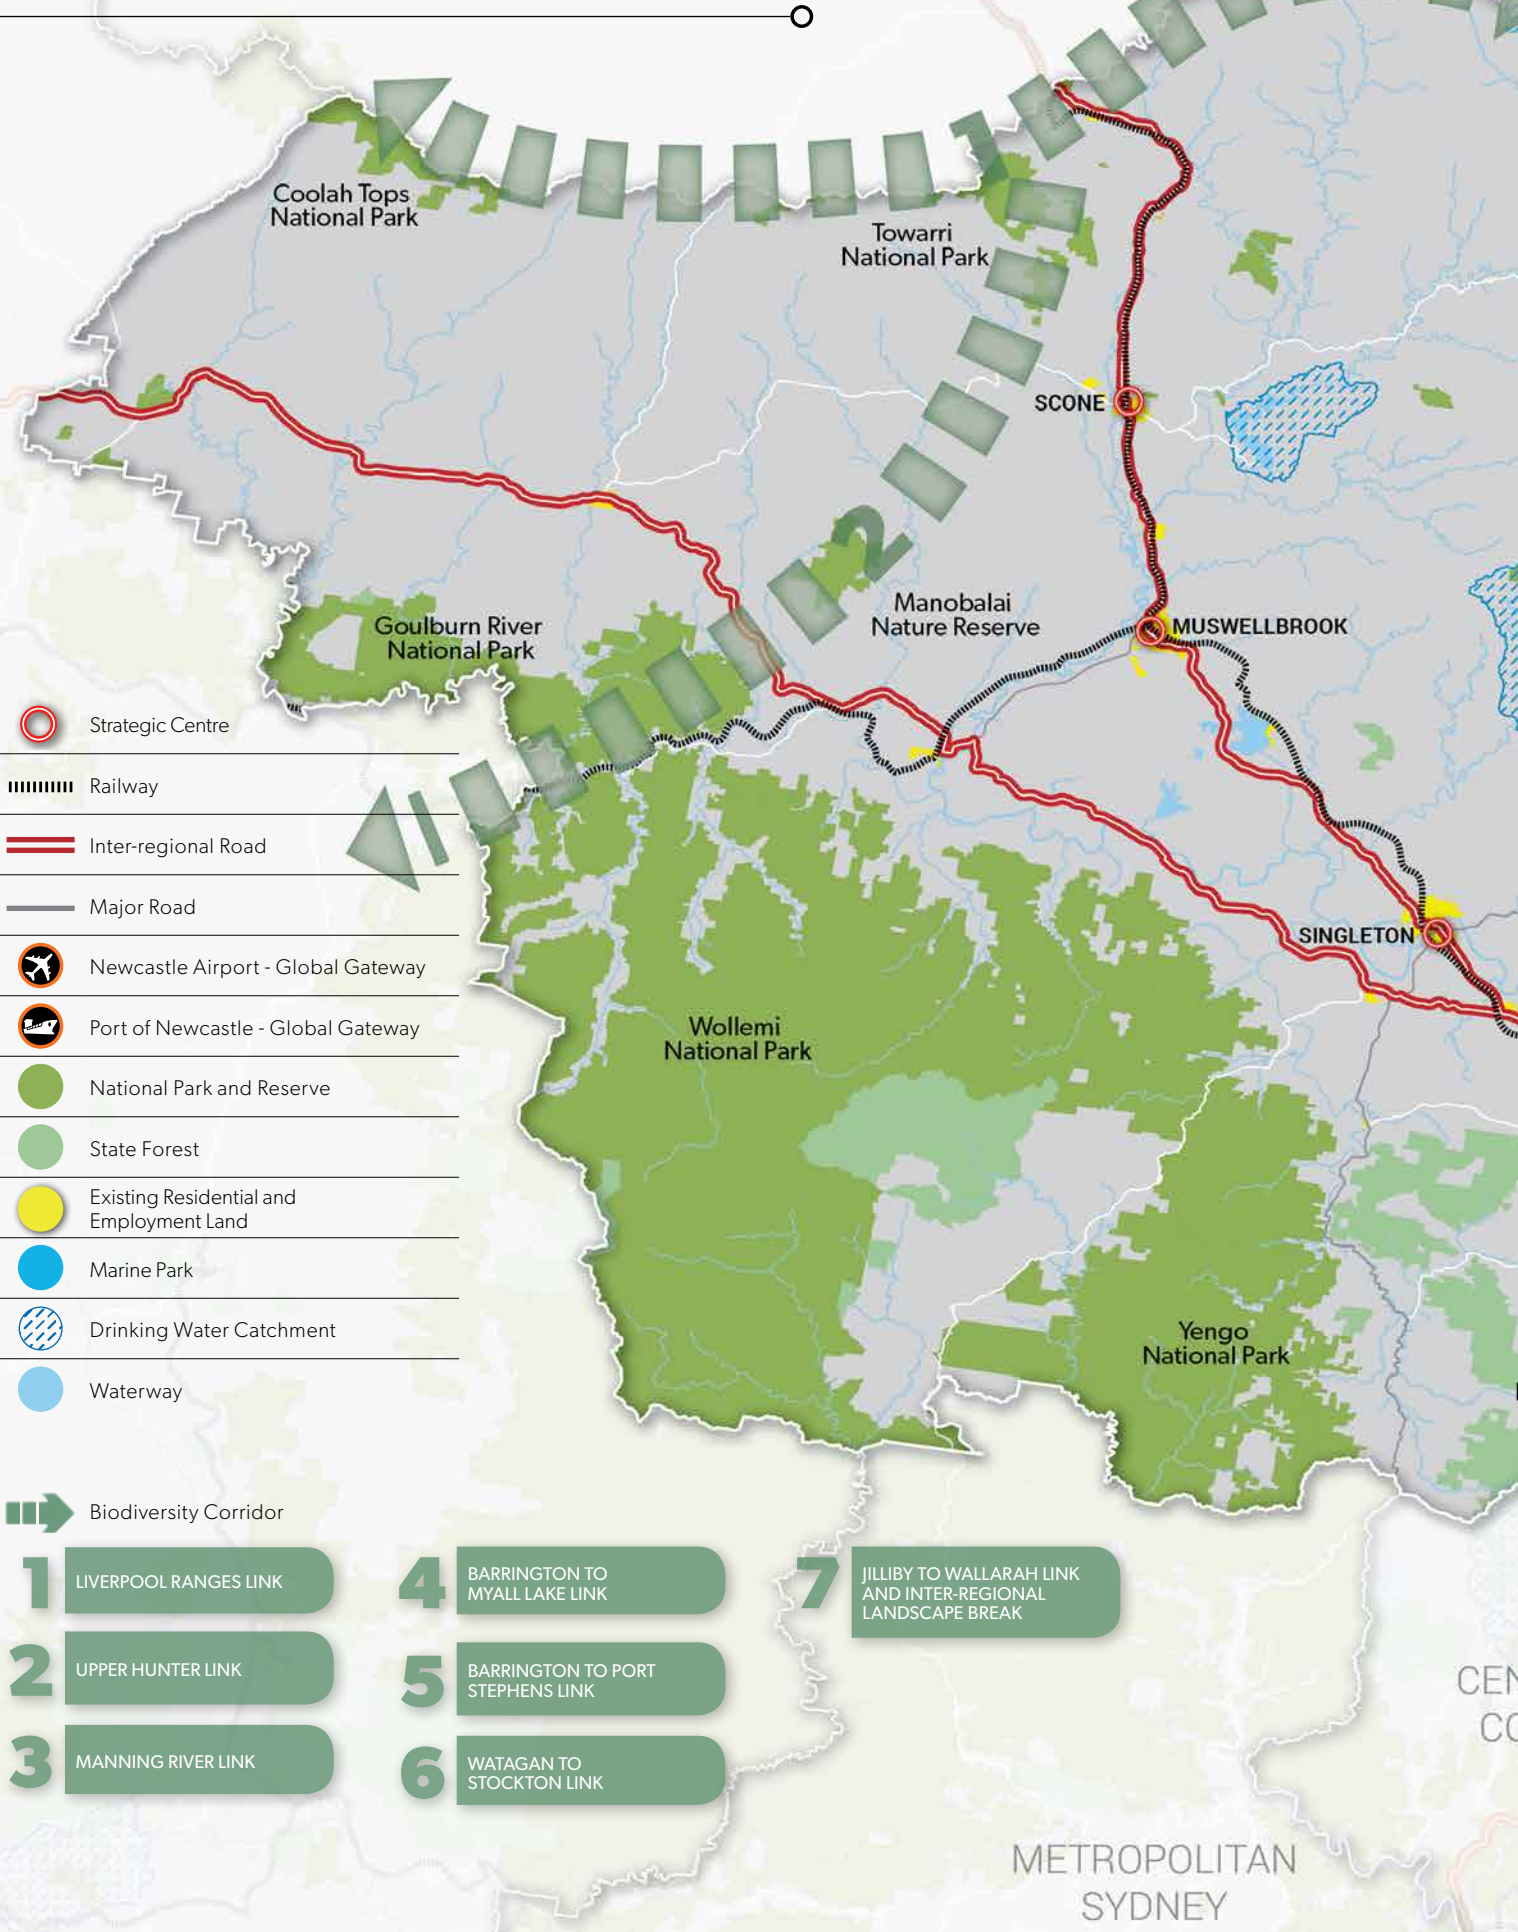 1
Coolah Tops
National Park
Towarri
National Park
SCONE
2
Manobalai
Nature Reserve
MUSWELLBROOK
Goulburn River
National Park
SINGLETON
Wollemi
National Park
Yengo
National Park
Strategic Centre
Railway
Inter-regional Road
Major Road
Newcastle Airport - Global Gateway
Port of Newcastle - Global Gateway
National Park and Reserve
State Forest
Existing Residential and
Employment Land
Marine Park
Drinking Water Catchment
Waterway
Biodiversity Corridor
1 LIVERPOOL RANGES LINK
2 UPPER HUNTER LINK
3 MANNING RIVER LINK
4 BARRINGTON TO
MYALL LAKE LINK
5 BARRINGTON TO PORT
STEPHENS LINK
6 WATAGAN TO
STOCKTON LINK
7 JILLIBY TO WALLARAH LINK
AND INTER-REGIONAL
LANDSCAPE BREAK
CEN
CO
METROPOLITAN
SYDNEY